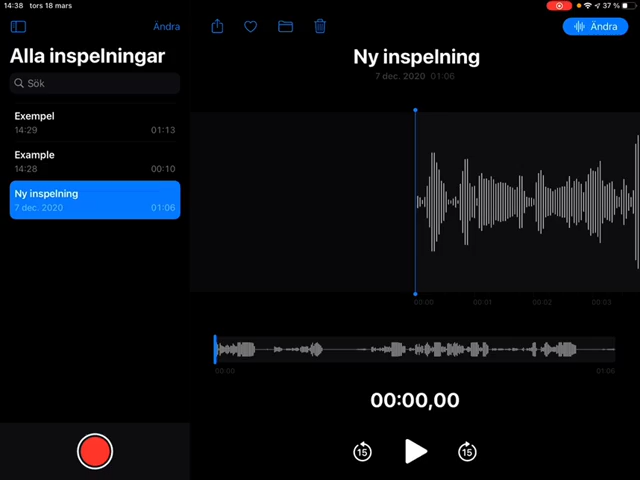 14:38 tors 18 mars
37 %
Ändra
Ändra
Alla inspelningar
Sök
Exempel
14:29 01:13
Example
14:28 00:10
Ny inspelning
7 dec. 2020 01:06
Ny inspelning
7 dec. 2020 01:06
00:00 00:01 00:02 00:03
00:00 01:06
00:00,00
15 15